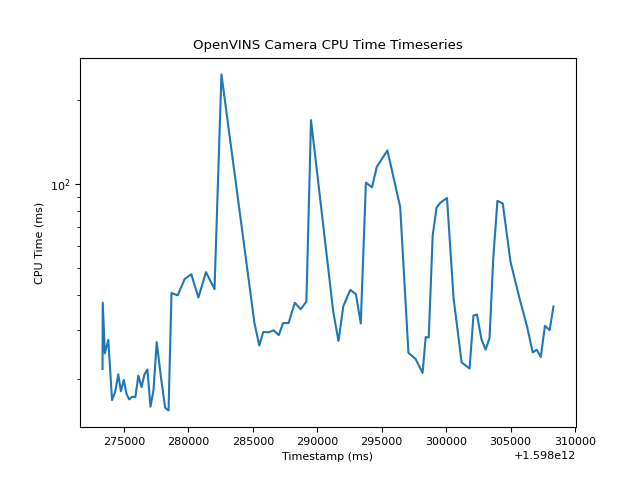 OpenVINS Camera CPU Time Timeseries
CPU Time (ms)
10²
275000 280000 285000 290000 295000 300000 305000 310000
Timestamp (ms)
+1.598e12